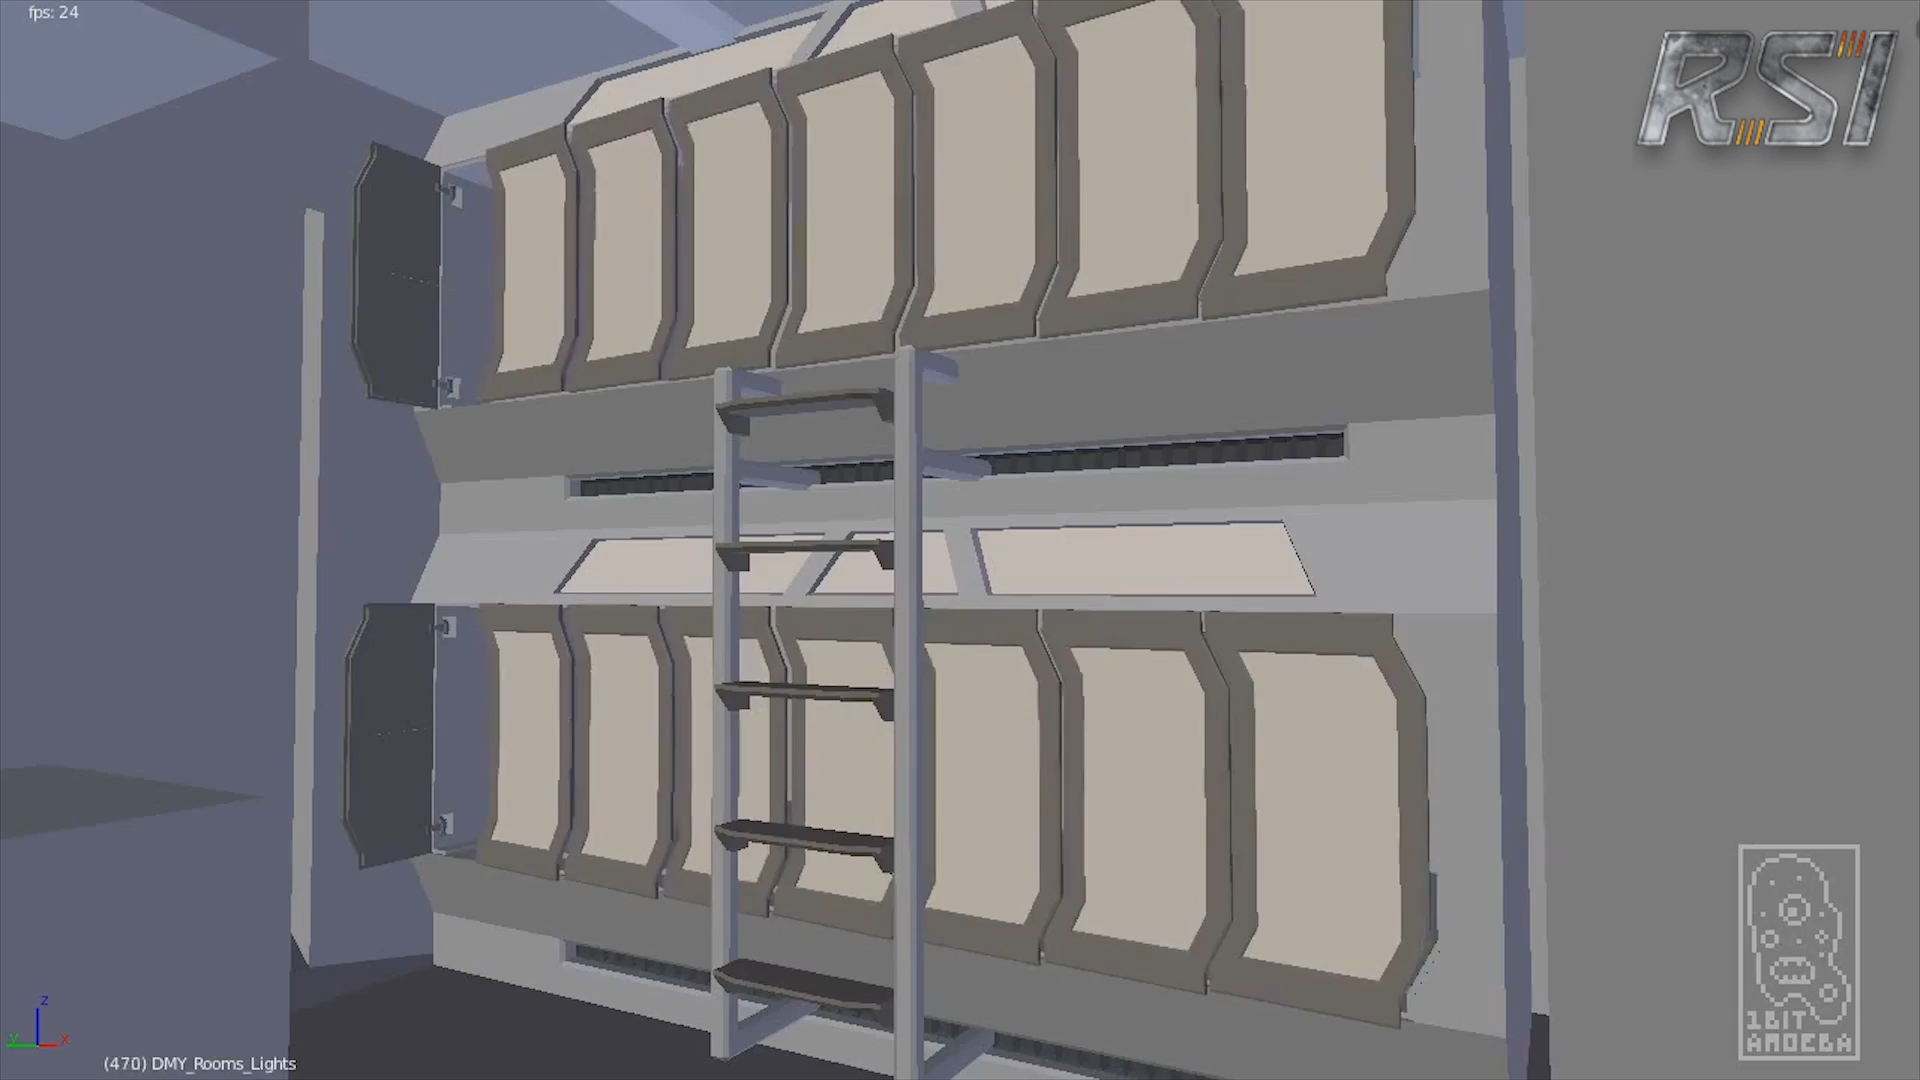 fps: 24
RSI
1BIT
AMOEBA
(470) DMY_Rooms_Lights
z
y
x